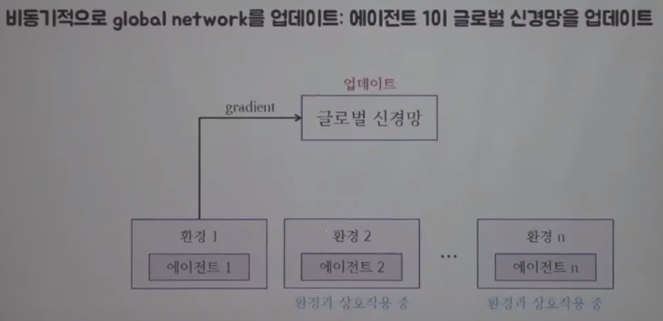 비동기적으로 global network를 업데이트: 에이전트 1이 글로벌 신경망을 업데이트
업데이트
gradient
글로벌 신경망
환경 1
환경 2
환경 n
에이전트 1
에이전트 2
...
에이전트 n
환경과 상호작용 중
환경과 상호작용 중